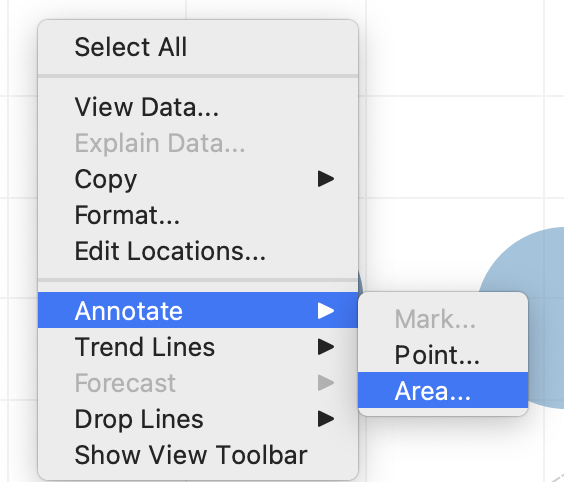 Select All
View Data...
Explain Data...
Copy
Format...
Edit Locations...
Annotate
Trend Lines
Forecast
Drop Lines
Show View Toolbar
Mark...
Point...
Area...